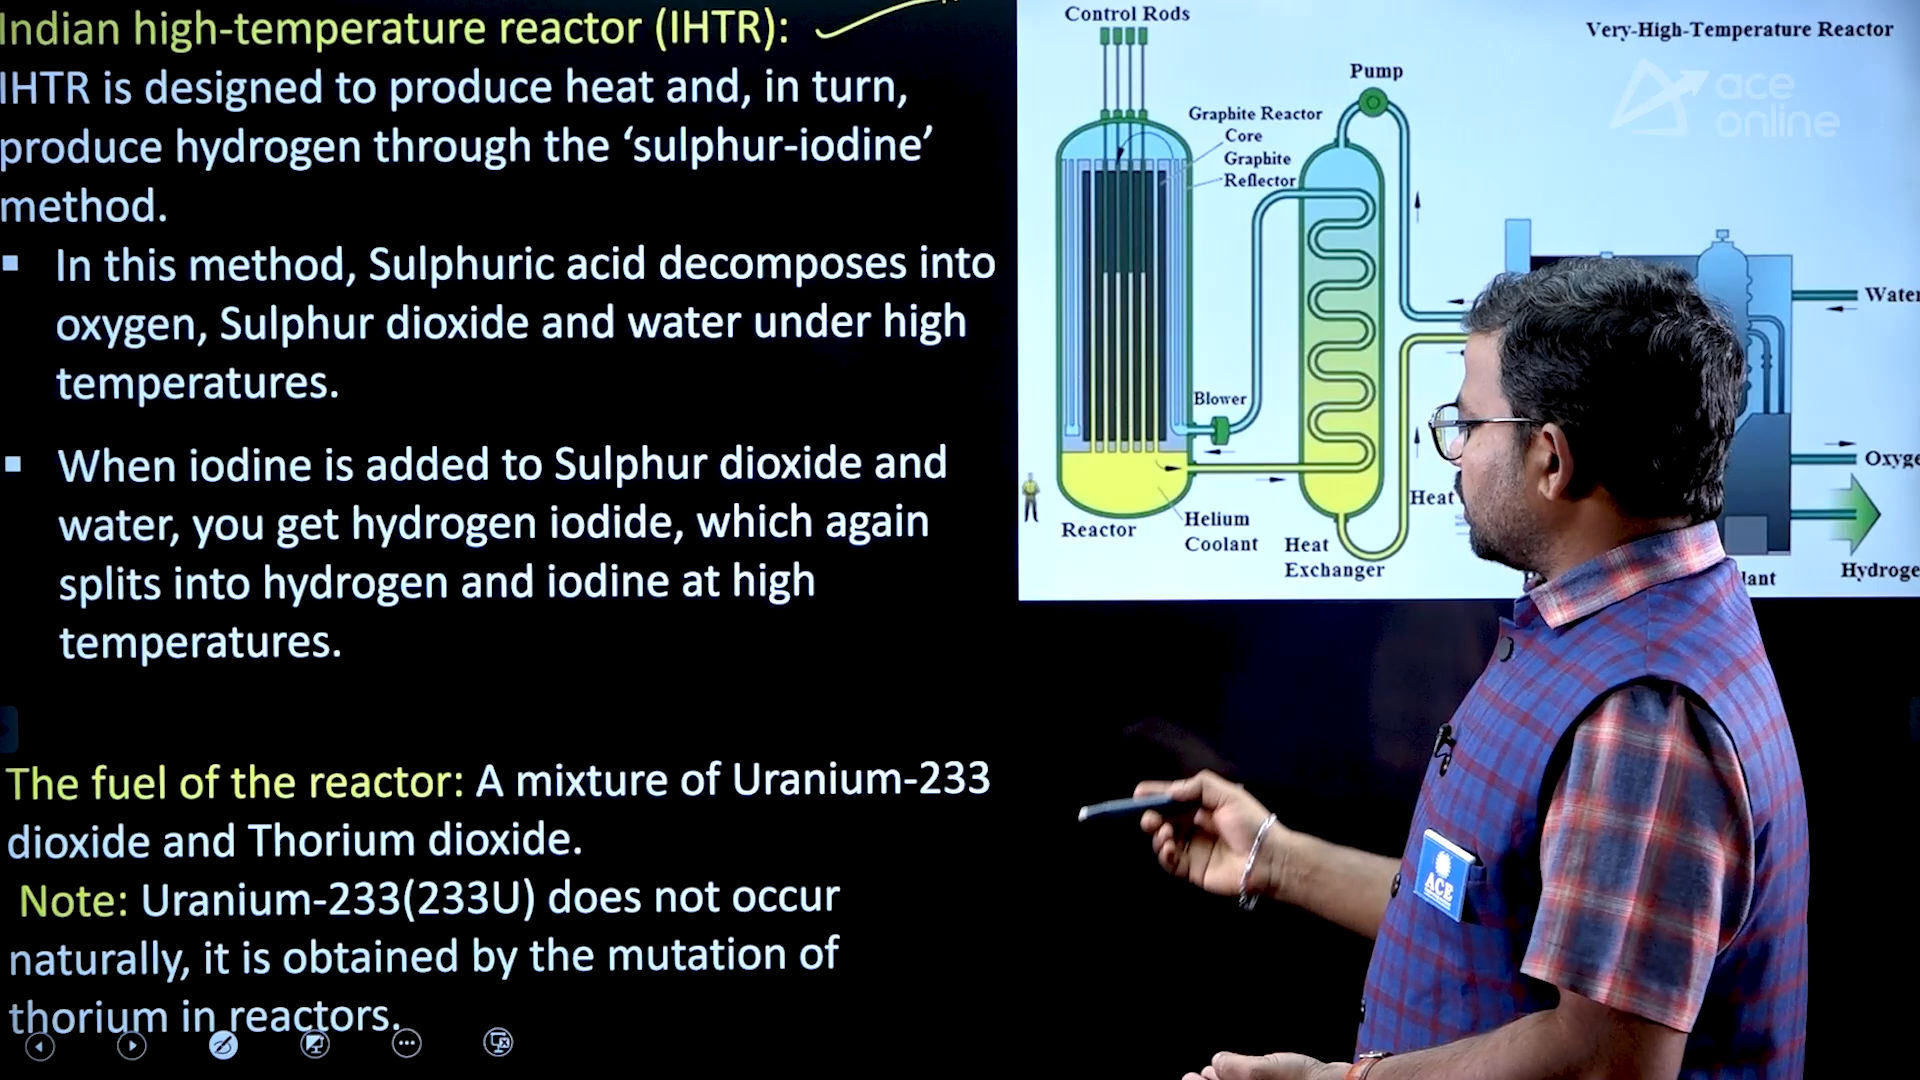 Indian high-temperature reactor (IHTR):
IHTR is designed to produce heat and, in turn,
produce hydrogen through the ‘sulphur-iodine’
method.
▪ In this method, Sulphuric acid decomposes into
oxygen, Sulphur dioxide and water under high
temperatures.
▪ When iodine is added to Sulphur dioxide and
water, you get hydrogen iodide, which again
splits into hydrogen and iodine at high
temperatures.
The fuel of the reactor: A mixture of Uranium-233
dioxide and Thorium dioxide.
Note: Uranium-233(233U) does not occur
naturally, it is obtained by the mutation of
thorium in reactors.
Control Rods
Very-High-Temperature Reactor
ace
online
Pump
Graphite Reactor
Core
Graphite
Reflector
Water
Blower
Oxyge
Heat
Reactor
Helium
Coolant
Heat
Exchanger
lant
Hydroge
ACE